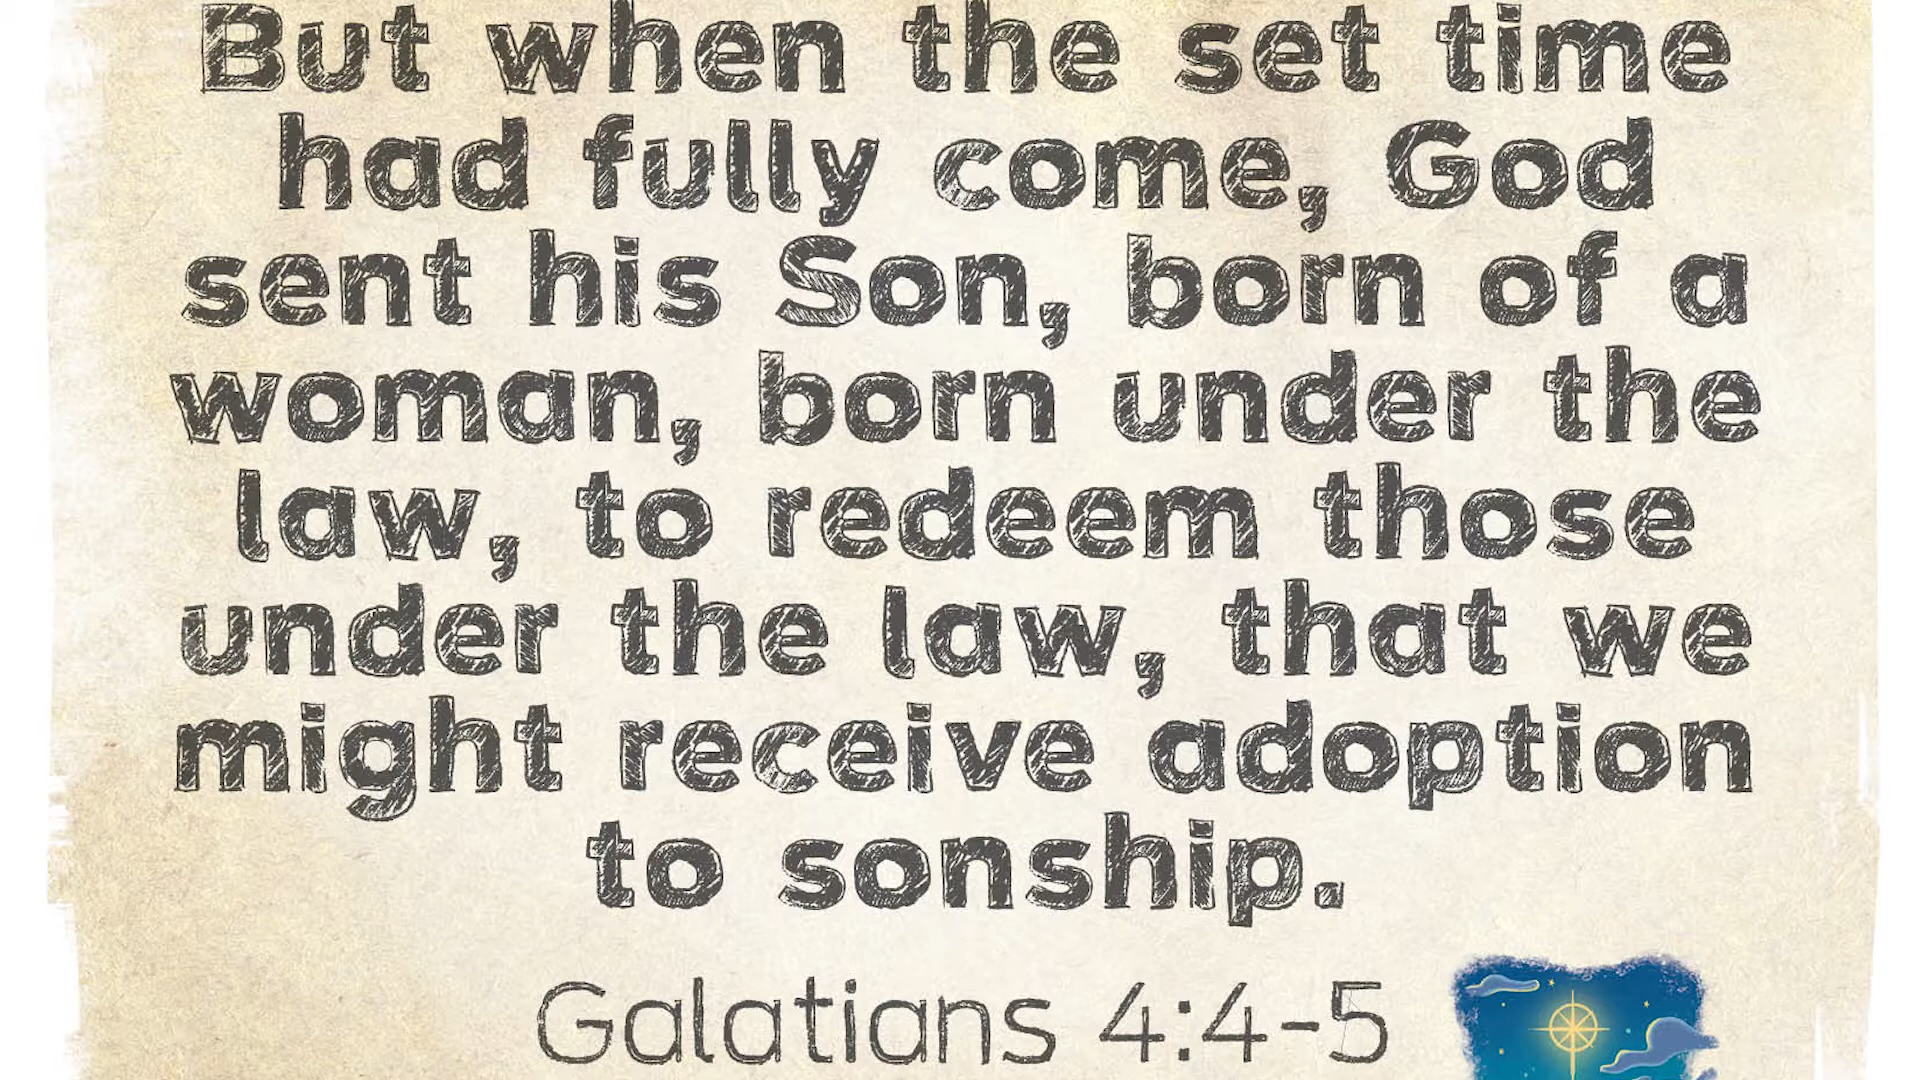 But when the set time
had fully come, God
sent his Son, born of a
woman, born under the
law, to redeem those
under the law, that we
might receive adoption
to sonship.
Galatians 4:4-5